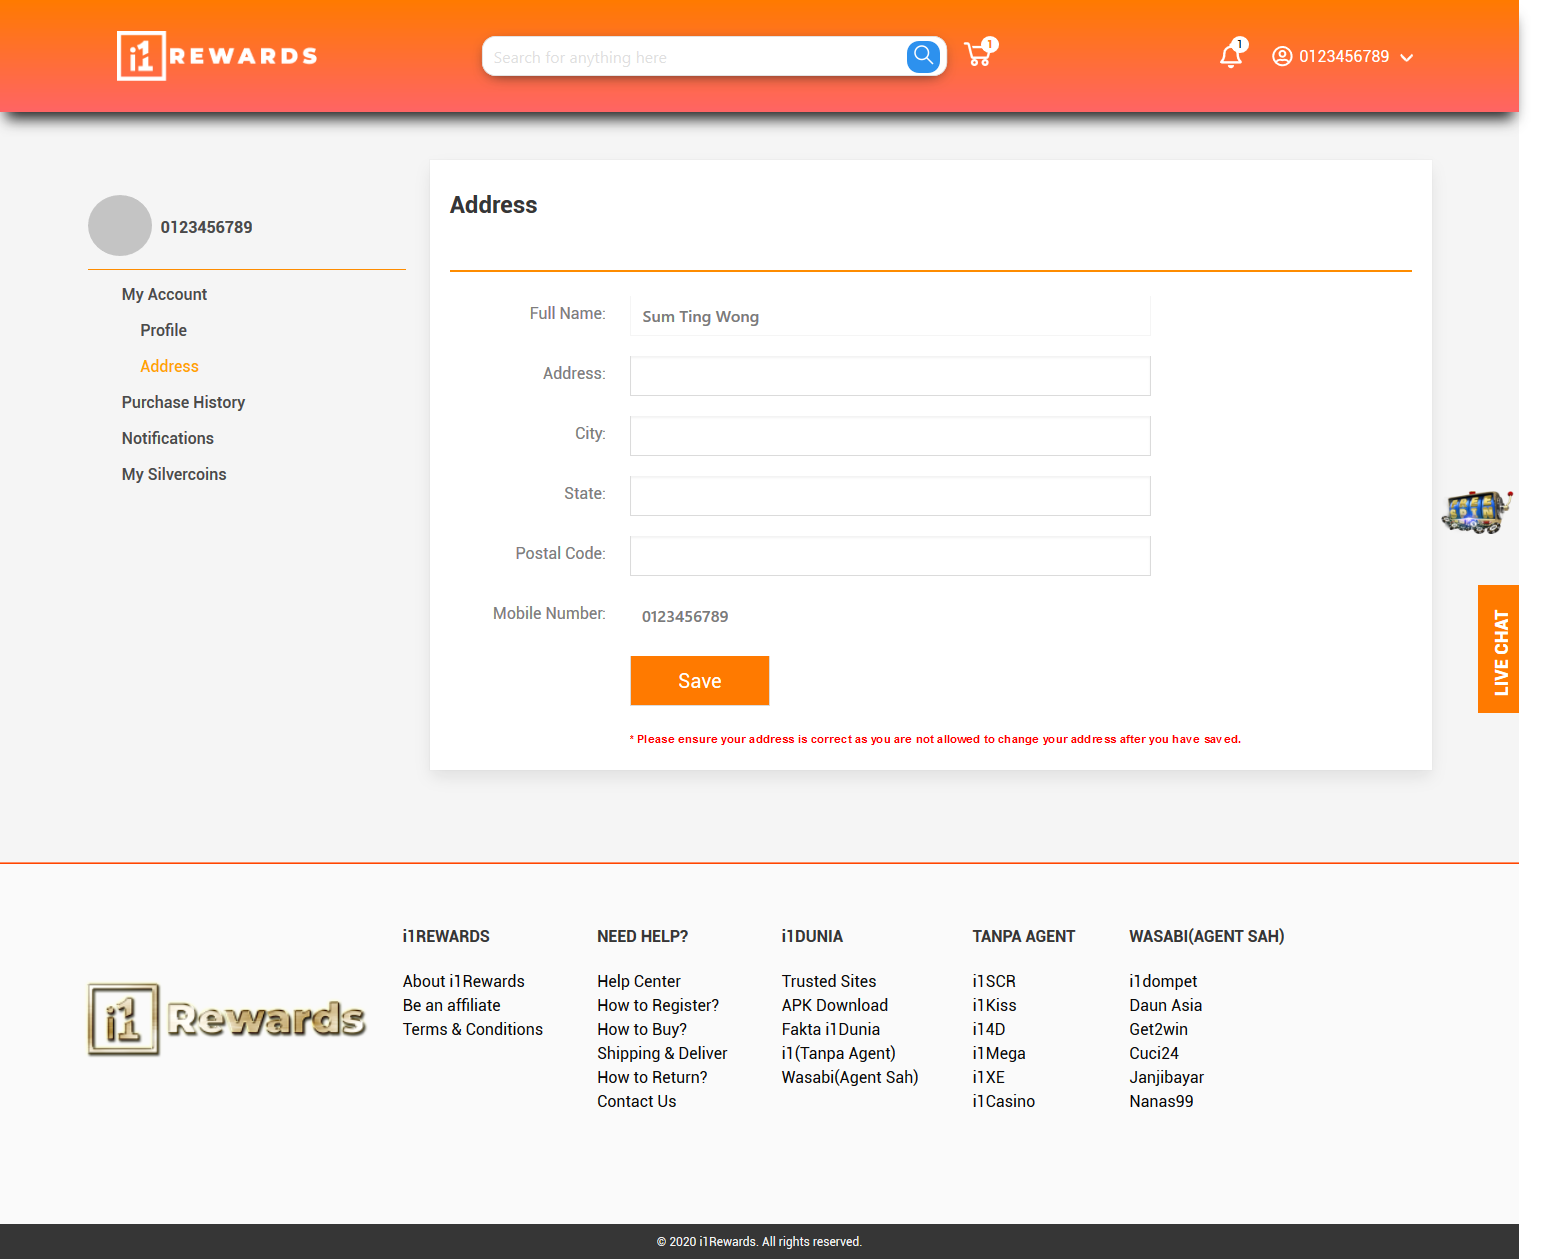 i1 REWARDS
Search for anything here
1
1
0123456789
0123456789
My Account
Profile
Address
Purchase History
Notifications
My Silvercoins
Address
Full Name:
Sum Ting Wong
Address:
City:
State:
Postal Code:
Mobile Number:
0123456789
Save
* Please ensure your address is correct as you are not allowed to change your address after you have saved.
LIVE CHAT
i1 Rewards
i1REWARDS
About i1Rewards
Be an affiliate
Terms & Conditions
NEED HELP?
Help Center
How to Register?
How to Buy?
Shipping & Deliver
How to Return?
Contact Us
i1DUNIA
Trusted Sites
APK Download
Fakta i1Dunia
i1(Tanpa Agent)
Wasabi(Agent Sah)
TANPA AGENT
i1SCR
i1Kiss
i14D
i1Mega
i1XE
i1Casino
WASABI(AGENT SAH)
i1dompet
Daun Asia
Get2win
Cuci24
Janjibayar
Nanas99
© 2020 i1Rewards. All rights reserved.